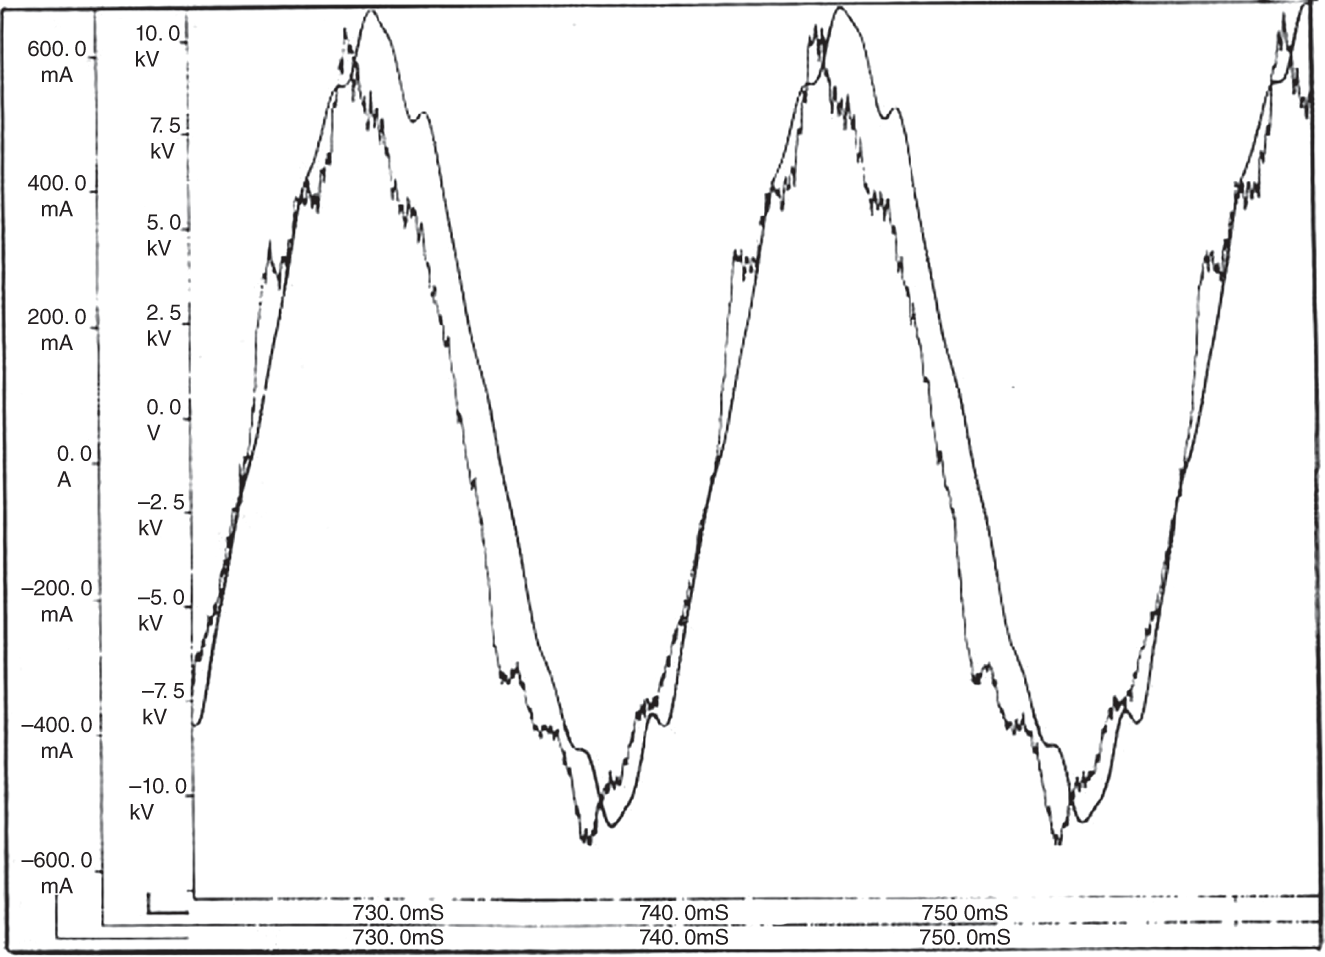 600. 0
mA
400. 0
mA
200. 0
mA
0. 0
A
–200. 0
mA
–400. 0
mA
–600. 0
mA
10. 0
kV
7. 5
kV
5. 0
kV
2. 5
kV
0. 0
V
–2. 5
kV
–5. 0
kV
–7. 5
kV
–10. 0
kV
730. 0mS 740. 0mS 750 0mS
730. 0mS 740. 0mS 750. 0mS